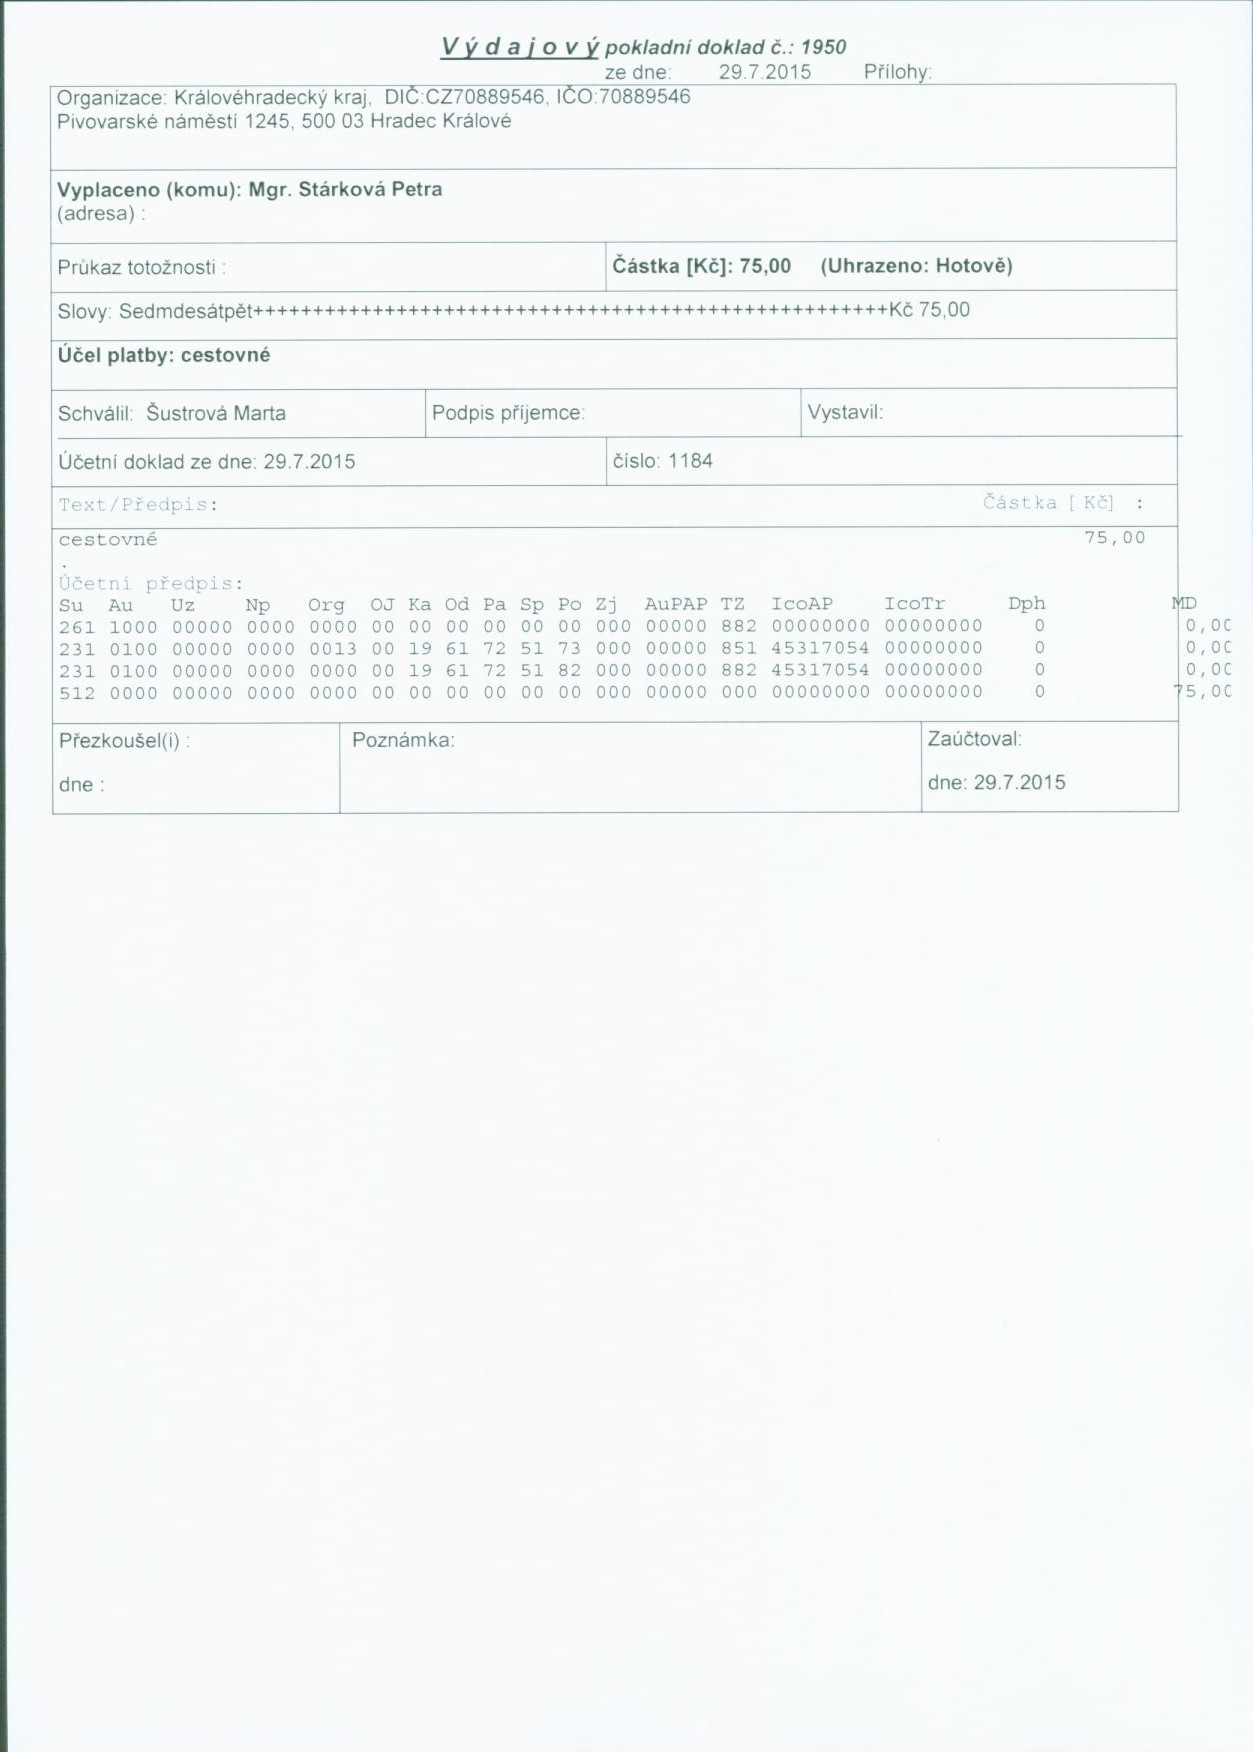 Výdajový pokladní doklad č.: 1950
ze dne: 29.7.2015 Přílohy:
Organizace: Královéhradecký kraj, DIČ:CZ70889546, IČO:70889546
Pivovarské náměstí 1245, 500 03 Hradec Králové
Vyplaceno (komu): Mgr. Stárková Petra
(adresa) :
Průkaz totožnosti : Částka [Kč]: 75,00 (Uhrazeno: Hotově)
Slovy: Sedmdesátpět+++++++++++++++++++++++++++++++++++++++++++++++++++++Kč 75,00
Účel platby: cestovné
Schválil: Šustrová Marta Podpis příjemce: Vystavil:
Účetní doklad ze dne: 29.7.2015 číslo: 1184
Text/Předpis: Částka [ Kč] :
cestovné 75,00
.
Účetní předpis:
Su Au Uz Np Org OJ Ka Od Pa Sp Po Zj AuPAP TZ IcoAP IcoTr Dph MD
261 1000 00000 0000 0000 00 00 00 00 00 00 000 00000 882 00000000 00000000 0 0,00
231 0100 00000 0000 0013 00 19 61 72 51 73 000 00000 851 45317054 00000000 0 0,00
231 0100 00000 0000 0000 00 19 61 72 51 82 000 00000 882 45317054 00000000 0 0,00
512 0000 00000 0000 0000 00 00 00 00 00 00 000 00000 000 00000000 00000000 0 75,00
Přezkoušel(i) : Poznámka: Zaúčtoval:
dne : dne: 29.7.2015